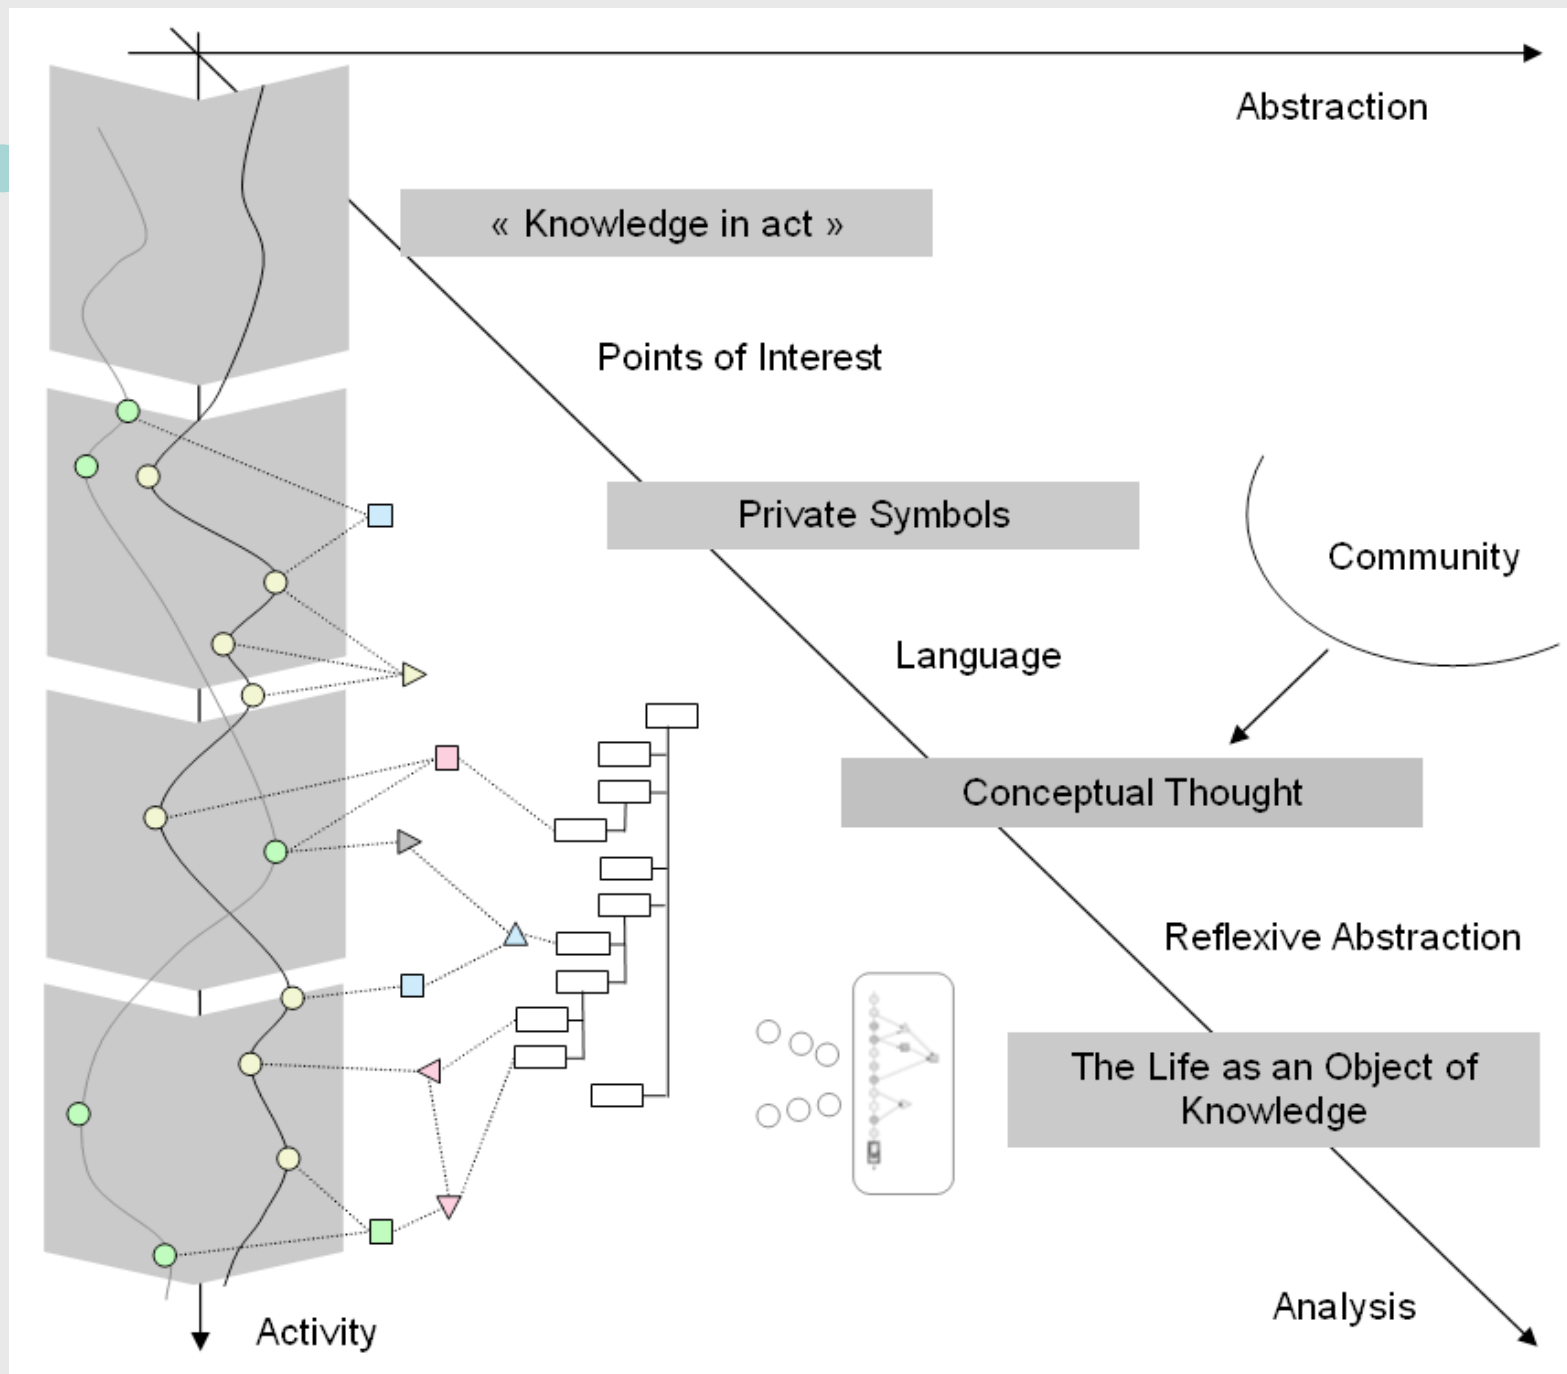 Abstraction
« Knowledge in act »
Points of Interest
Private Symbols
Community
Language
Conceptual Thought
Reflexive Abstraction
The Life as an Object of
Knowledge
Analysis
Activity